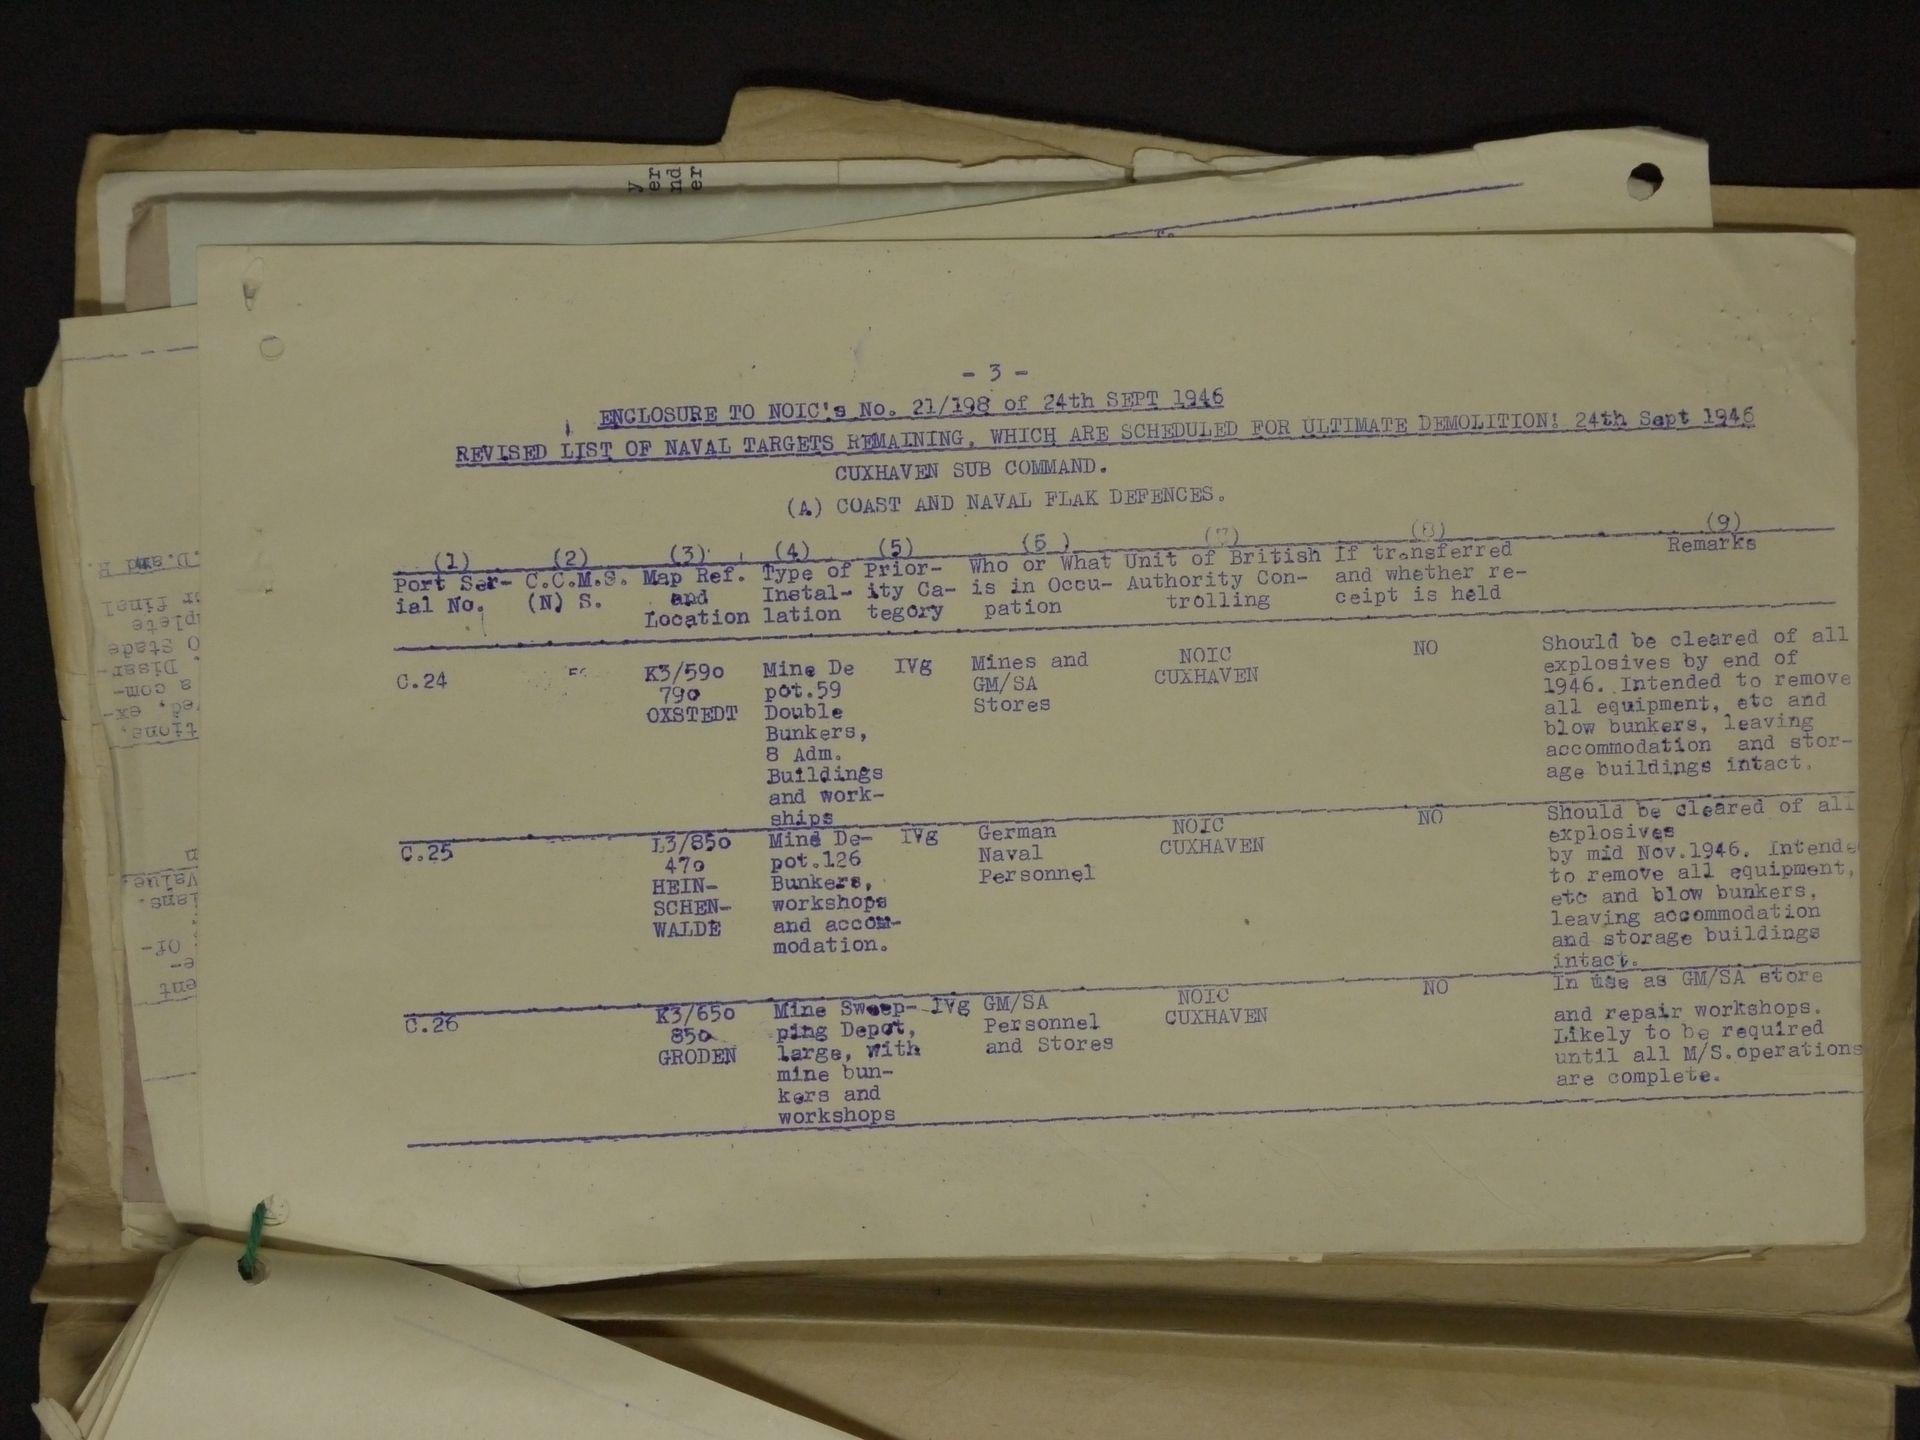 - 3 -
ENCLOSURE TO NOIC's No. 21/198 of 24th SEPT 1946
REVISED LIST OF NAVAL TARGETS REMAINING, WHICH ARE SCHEDULED FOR ULTIMATE DEMOLITION! 24th Sept 1946
CUXHAVEN SUB COMMAND.
(A) COAST AND NAVAL FLAK DEFENCES.
(1) (2) (3) (4) (5) (6) (7) (8) (9)
Port Ser- C.C.M.S. Map Ref. Type of Prior- Who or What Unit of British If transferred Remarks
ial No. (N) S. and Instal- ity Ca- is in Occu- Authority Con- and whether re-
Location lation tegory pation trolling ceipt is held
C.24 K3/590 Mine De IVg Mines and NOIC NO Should be cleared of all
790 pot.59 GM/SA CUXHAVEN explosives by end of
OXSTEDT Double Stores 1946. Intended to remove
Bunkers, all equipment, etc and
8 Adm. blow bunkers, leaving
Buildings accommodation and stor-
and work- age buildings intact.
ships
C.25 L3/850 Mine De- IVg German NOIC NO Should be cleared of all
470 pot.126 Naval CUXHAVEN explosives
HEIN- Bunkers, Personnel by mid Nov.1946. Intende
SCHEN- workshops to remove all equipment,
WALDE and accom- etc and blow bunkers,
modation. leaving accommodation
and storage buildings
intact.
C.26 K3/650 Mine Sweep- IVg GM/SA NOIC NO In use as GM/SA store
850 ping Depot, Personnel CUXHAVEN and repair workshops.
GRODEN large, with and Stores Likely to be required
mine bun- until all M/S.operations
kers and are complete.
workshops
y
er
nd
er